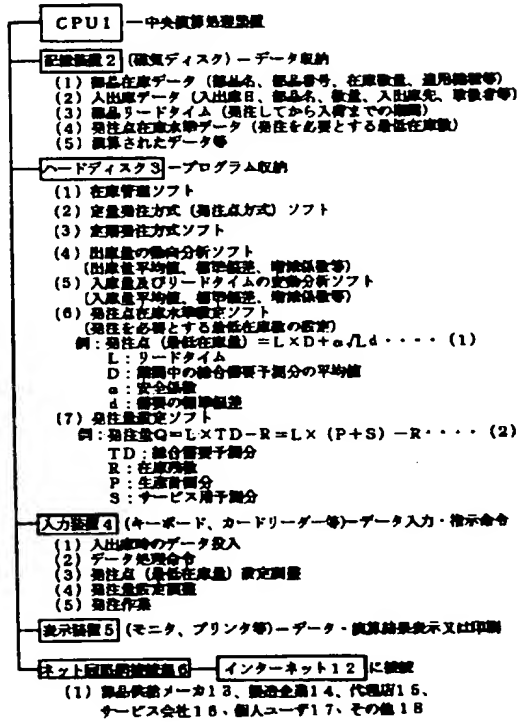 CPU1 ー中央演算処理装置
記憶装置2 (磁気ディスク)ーデータ収納
(1) 部品在庫データ(部品名、部品番号、在庫数量、適用機種等)
(2) 入出庫データ(入出庫日、部品名、数量、入出庫先、取扱者等)
(3) 部品リードタイム(発注してから入荷までの期間)
(4) 発注点在庫水準データ(発注を必要とする最低在庫数)
(5) 演算されたデータ等
ハードディスク3 ープログラム収納
(1) 在庫管理ソフト
(2) 定量発注方式(発注点方式)ソフト
(3) 定期発注方式ソフト
(4) 出庫量の傾向分析ソフト
(出庫量平均値、標準偏差、増減係数等)
(5) 入庫量及びリードタイムの変動分析ソフト
(入庫量平均値、標準偏差、増減係数等)
(6) 発注点在庫水準設定ソフト
(発注を必要とする最低在庫数の設定)
例:発注点(最低在庫量)=L×D+α√Ld・・・・(1)
L:リードタイム
D:期間中の総合需要予測分の平均値
α:安全係数
d:需要の標準偏差
(7) 発注量設定ソフト
例:発注量Q=L×TD-R=L×(P+S)-R・・・・(2)
TD:総合需要予測分
R:在庫残数
P:生産計画分
S:サービス用予測分
入力装置4 (キーボード、カードリーダー等)ーデータ入力・指示命令
(1) 入出庫時のデータ投入
(2) データ処理命令
(3) 発注点(最低在庫量)設定調整
(4) 発注量設定調整
(5) 発注作業
表示装置5 (モニタ、プリンタ等)ーデータ・演算結果表示又は印刷
ネット回路網接続器6 インターネット12 に接続
(1) 部品供給メーカ13、製造企業14、代理店15、
サービス会社16、個人ユーザ17、その他18